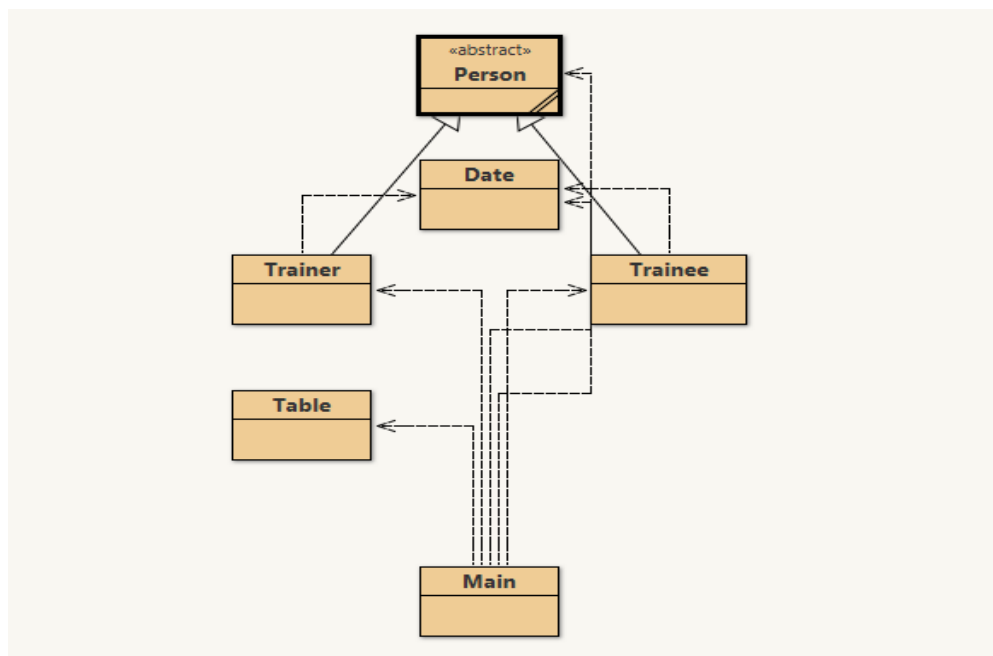 «abstract»
Person
Date
Trainer
Trainee
Table
Main